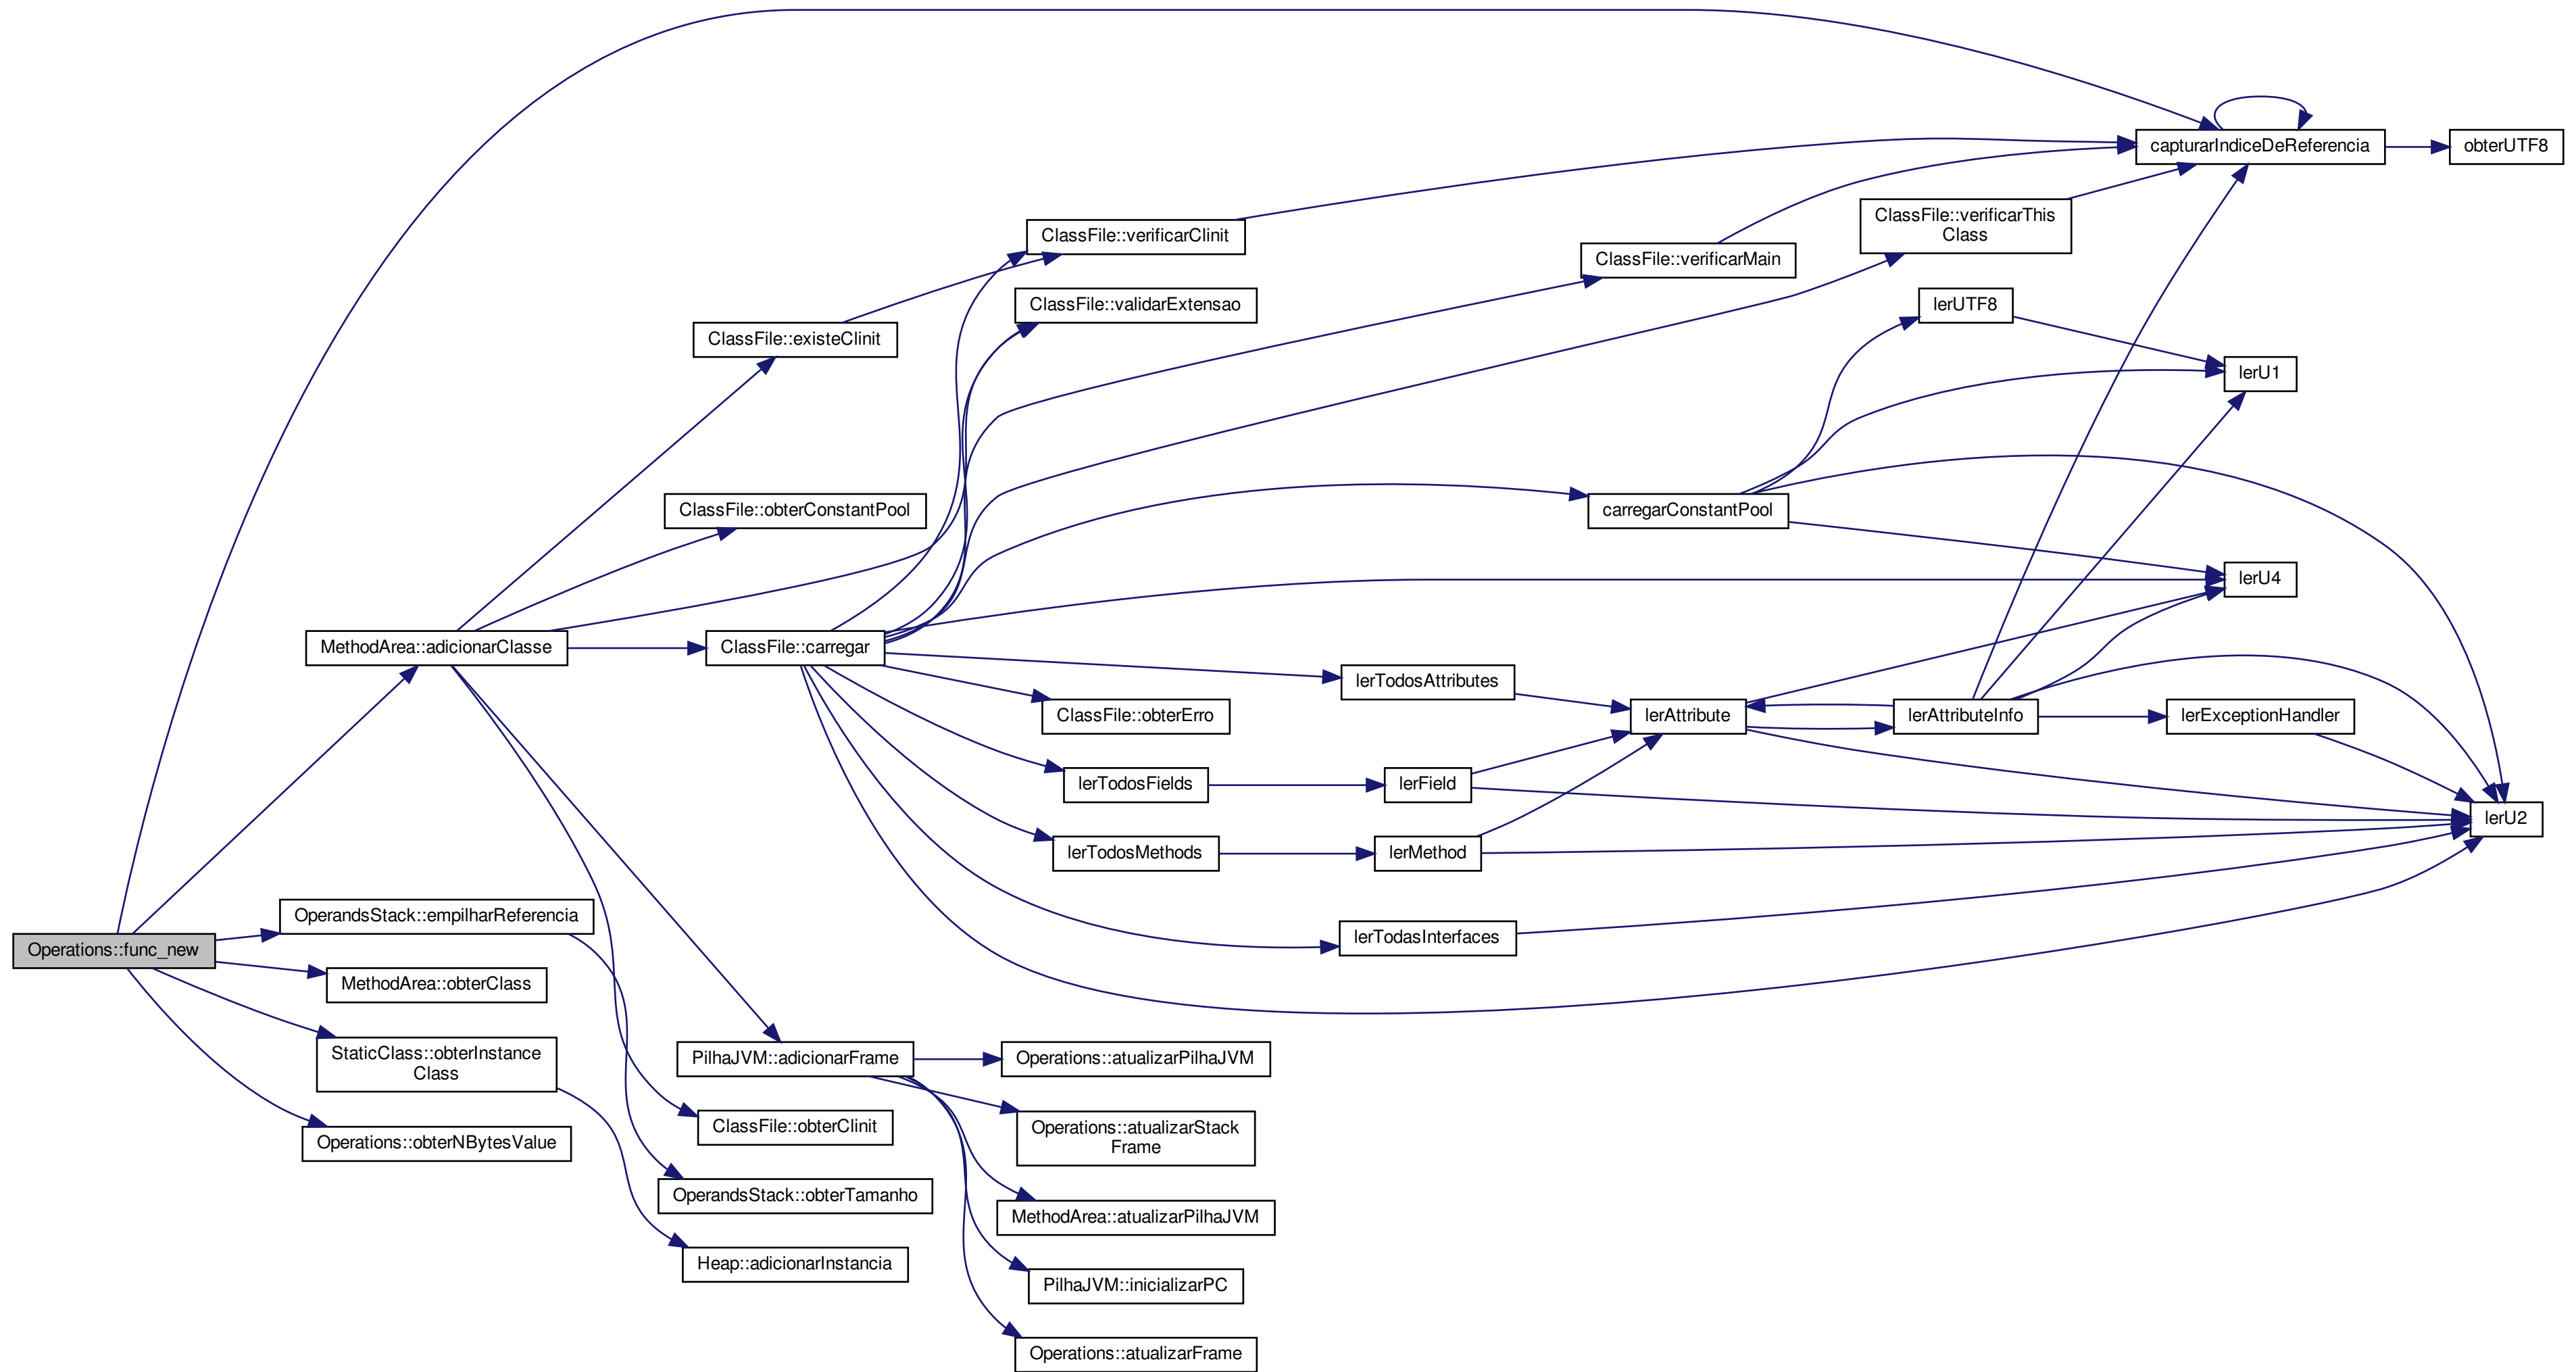 capturarIndiceDeReferencia
obterUTF8
ClassFile::verificarThis
Class
ClassFile::verificarClinit
ClassFile::verificarMain
ClassFile::validarExtensao
lerUTF8
ClassFile::existeClinit
lerU1
ClassFile::obterConstantPool
carregarConstantPool
lerU4
MethodArea::adicionarClasse
ClassFile::carregar
lerTodosAttributes
ClassFile::obterErro
lerAttribute
lerAttributeInfo
lerExceptionHandler
lerTodosFields
lerField
lerU2
lerTodosMethods
lerMethod
OperandsStack::empilharReferencia
lerTodasInterfaces
Operations::func_new
MethodArea::obterClass
StaticClass::obterInstance
Class
PilhaJVM::adicionarFrame
Operations::atualizarPilhaJVM
Operations::obterNBytesValue
ClassFile::obterClinit
Operations::atualizarStack
Frame
OperandsStack::obterTamanho
MethodArea::atualizarPilhaJVM
Heap::adicionarInstancia
PilhaJVM::inicializarPC
Operations::atualizarFrame